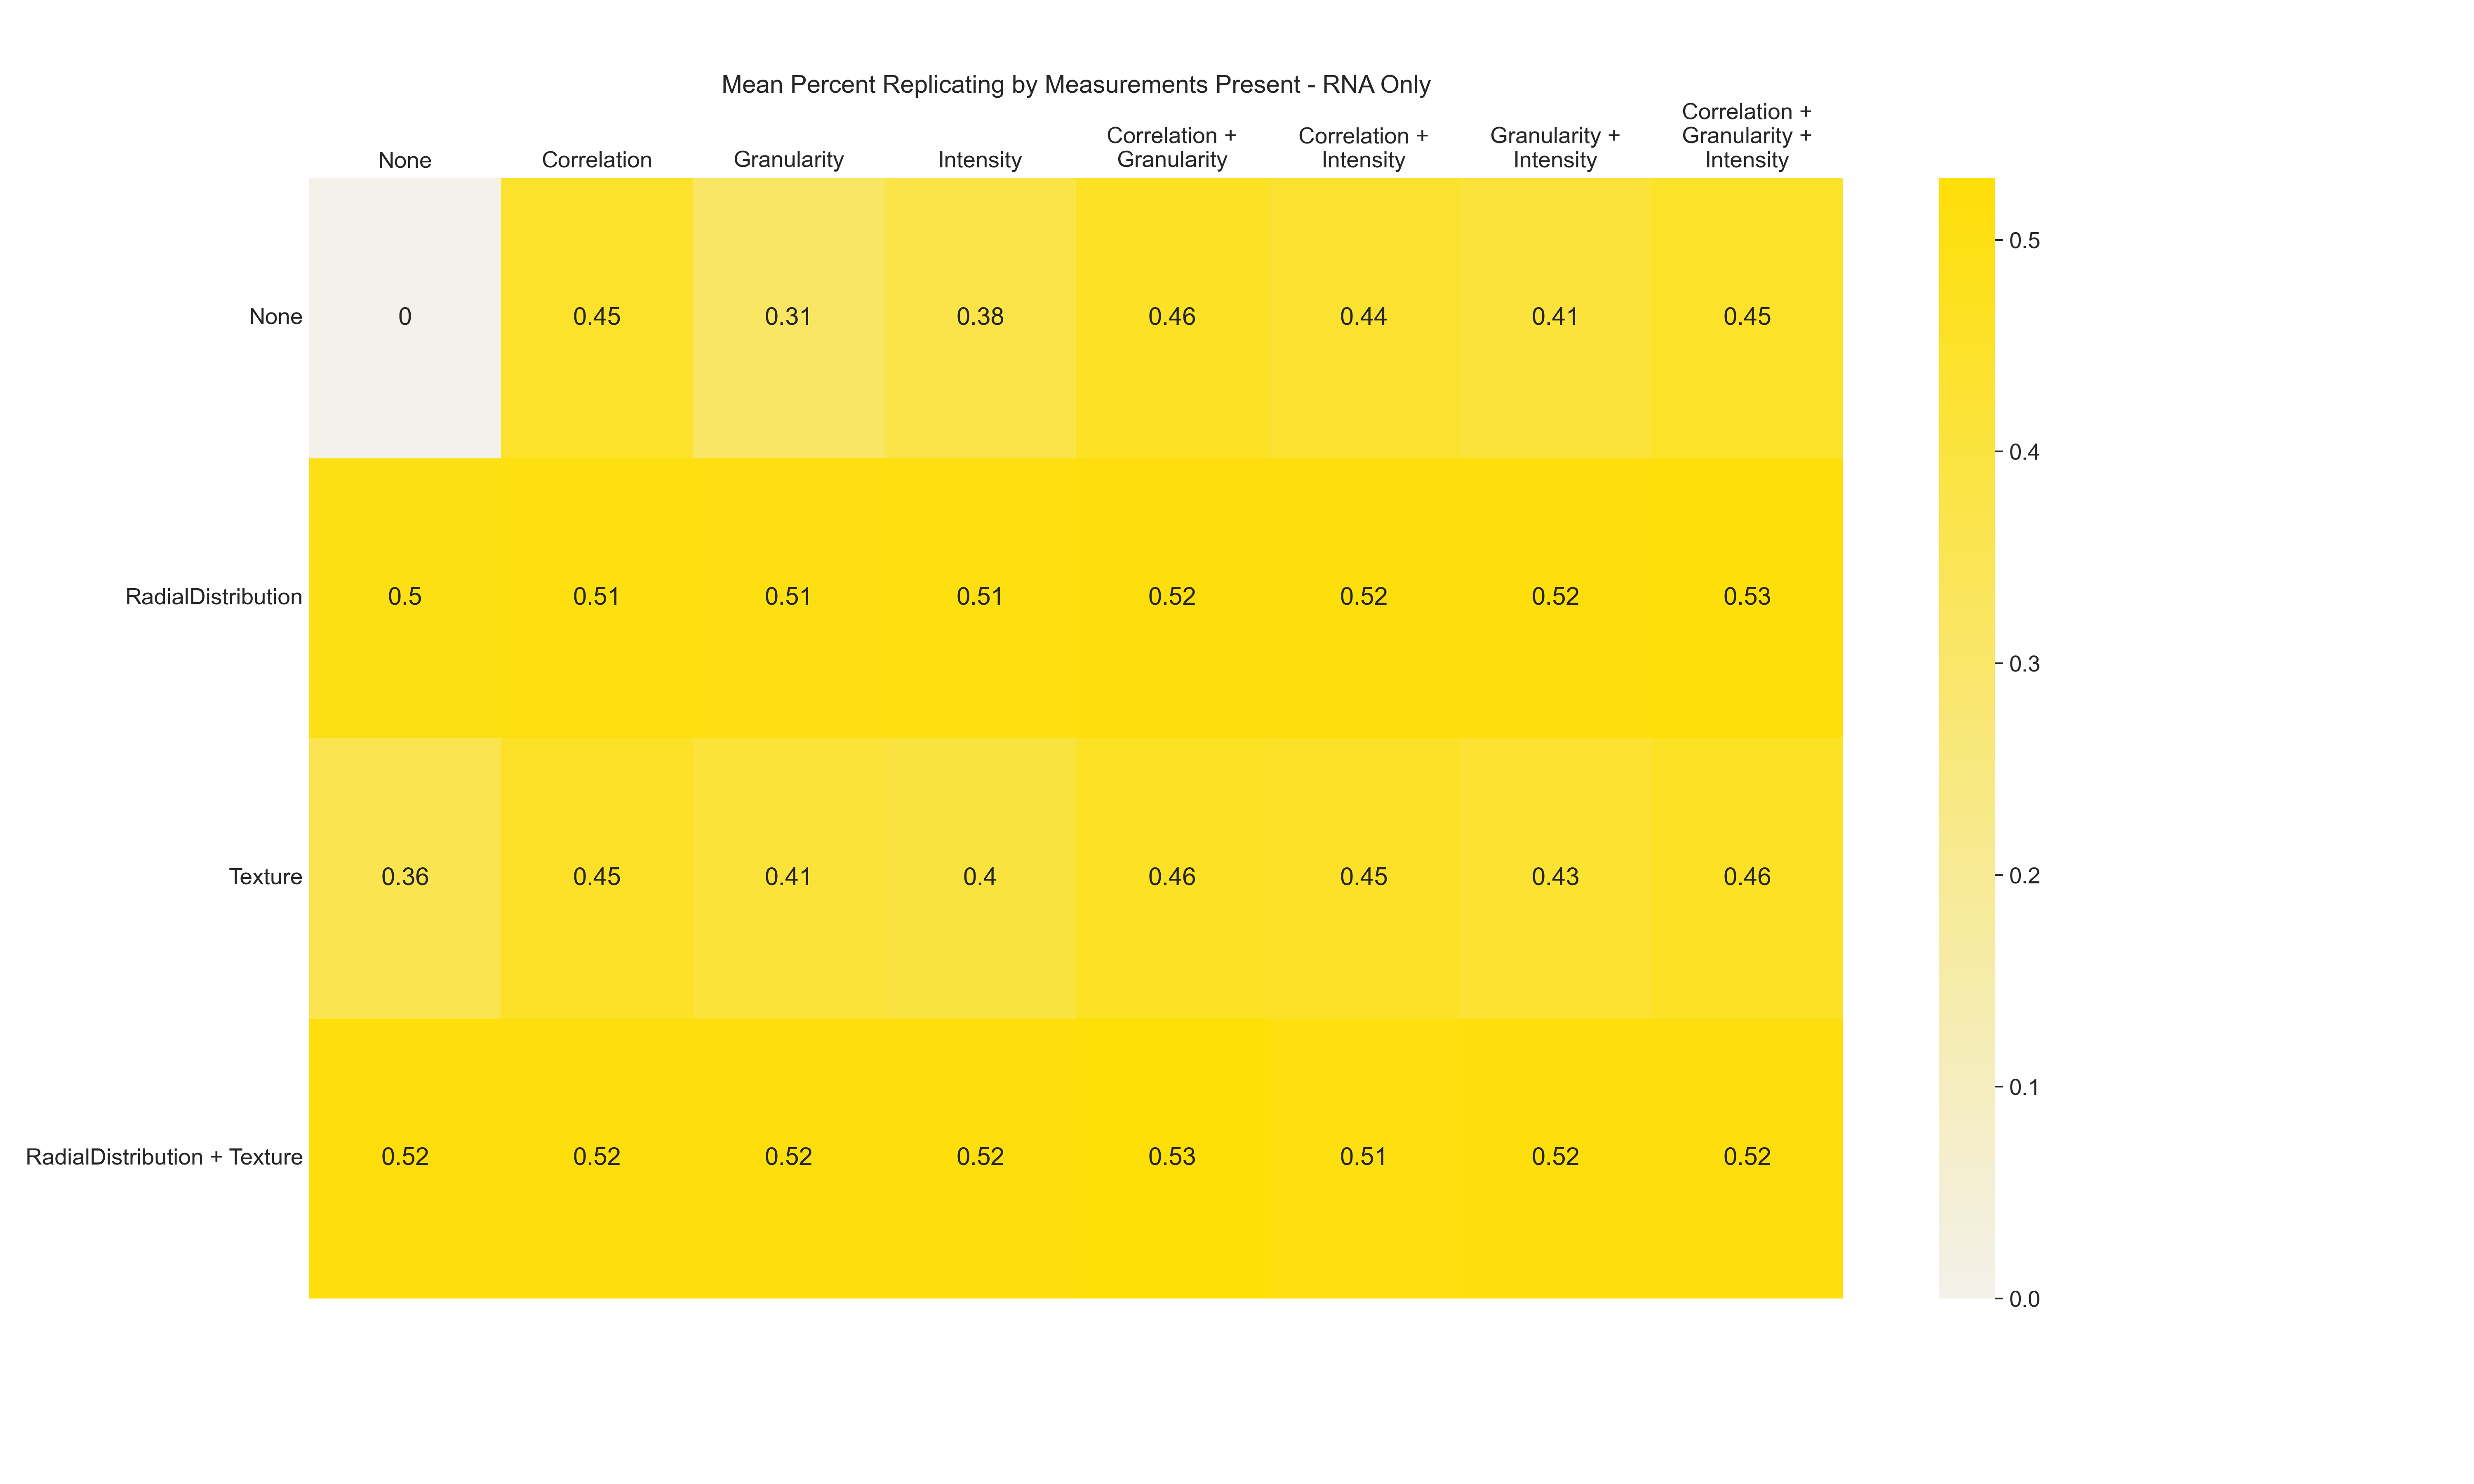 Mean Percent Replicating by Measurements Present - RNA Only
None
Correlation
Granularity
Intensity
Correlation +
Granularity
Correlation +
Intensity
Granularity +
Intensity
Correlation +
Granularity +
Intensity
None
0
0.45
0.31
0.38
0.46
0.44
0.41
0.45
RadialDistribution
0.5
0.51
0.51
0.51
0.52
0.52
0.52
0.53
Texture
0.36
0.45
0.41
0.4
0.46
0.45
0.43
0.46
RadialDistribution + Texture
0.52
0.52
0.52
0.52
0.53
0.51
0.52
0.52
0.5
0.4
0.3
0.2
0.1
0.0